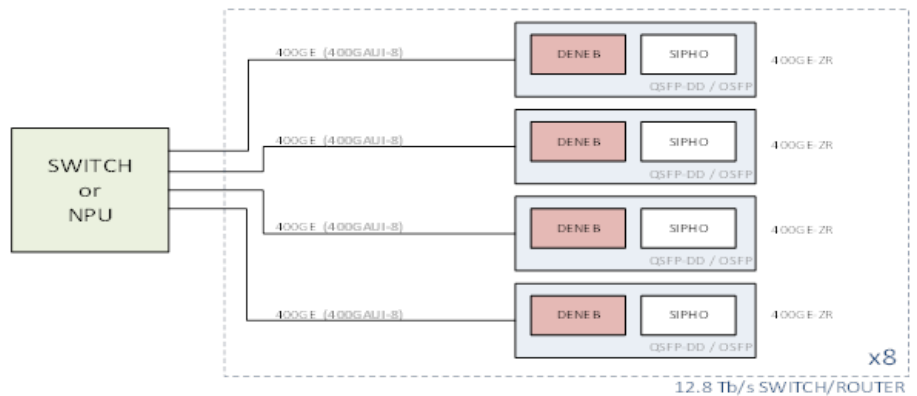 400GE (400GAUI-8)
DENEB
SIPHO
QSFP-DD / OSFP
400GE-ZR
400GE (400GAUI-8)
DENEB
SIPHO
QSFP-DD / OSFP
400GE-ZR
SWITCH
or
NPU
400GE (400GAUI-8)
DENEB
SIPHO
QSFP-DD / OSFP
400GE-ZR
400GE (400GAUI-8)
DENEB
SIPHO
QSFP-DD / OSFP
400GE-ZR
x8
12.8 Tb/s SWITCH/ROUTER